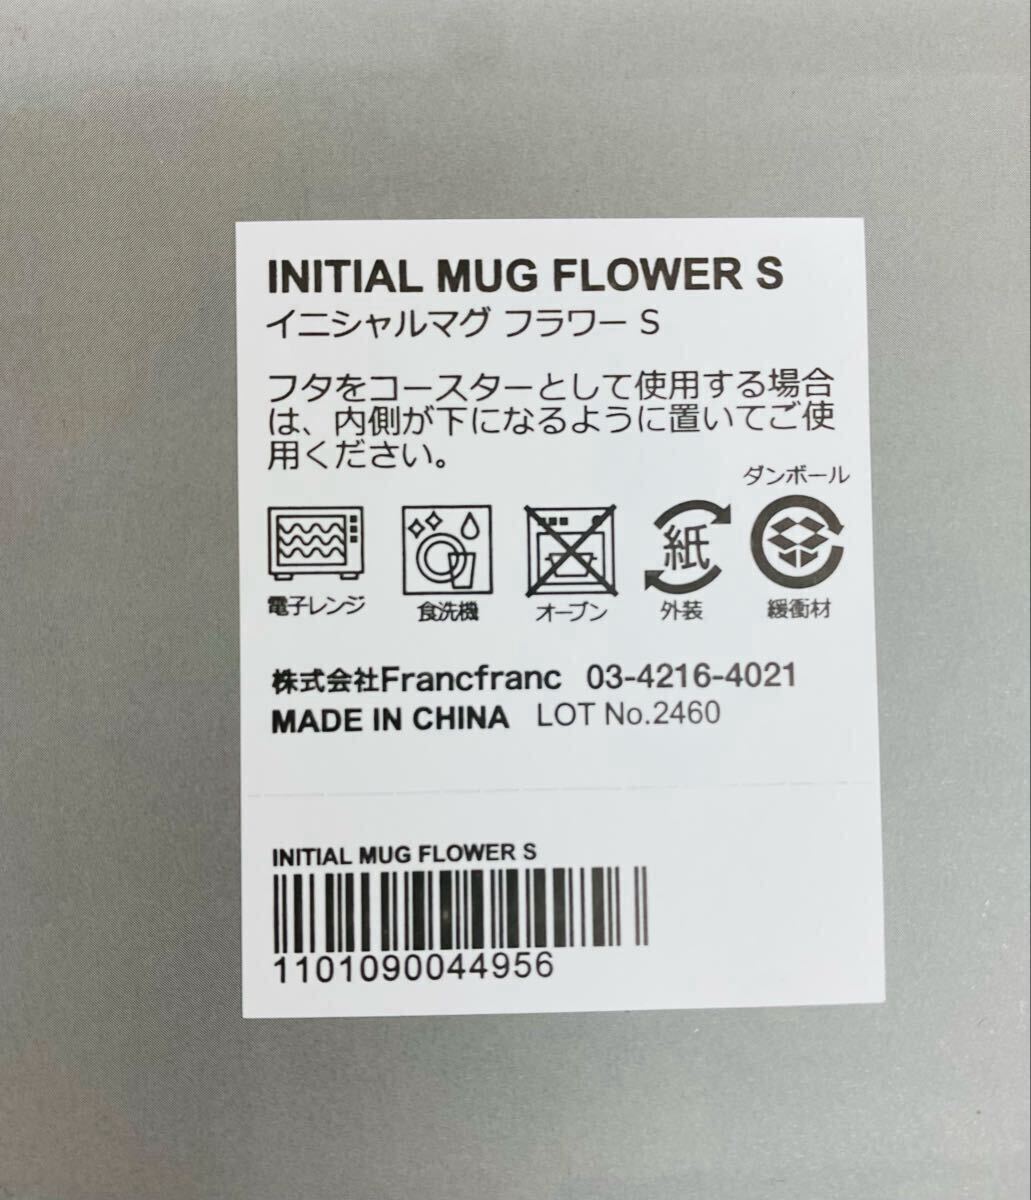 INITIAL MUG FLOWER S
イニシャルマグ フラワー S
フタをコースターとして使用する場合
は、内側が下になるように置いてご使
用ください。
ダンボール
紙
電子レンジ 食洗機 オーブン 外装 緩衝材
株式会社Francfranc 03-4216-4021
MADE IN CHINA LOT No.2460
INITIAL MUG FLOWER S
1101090044956